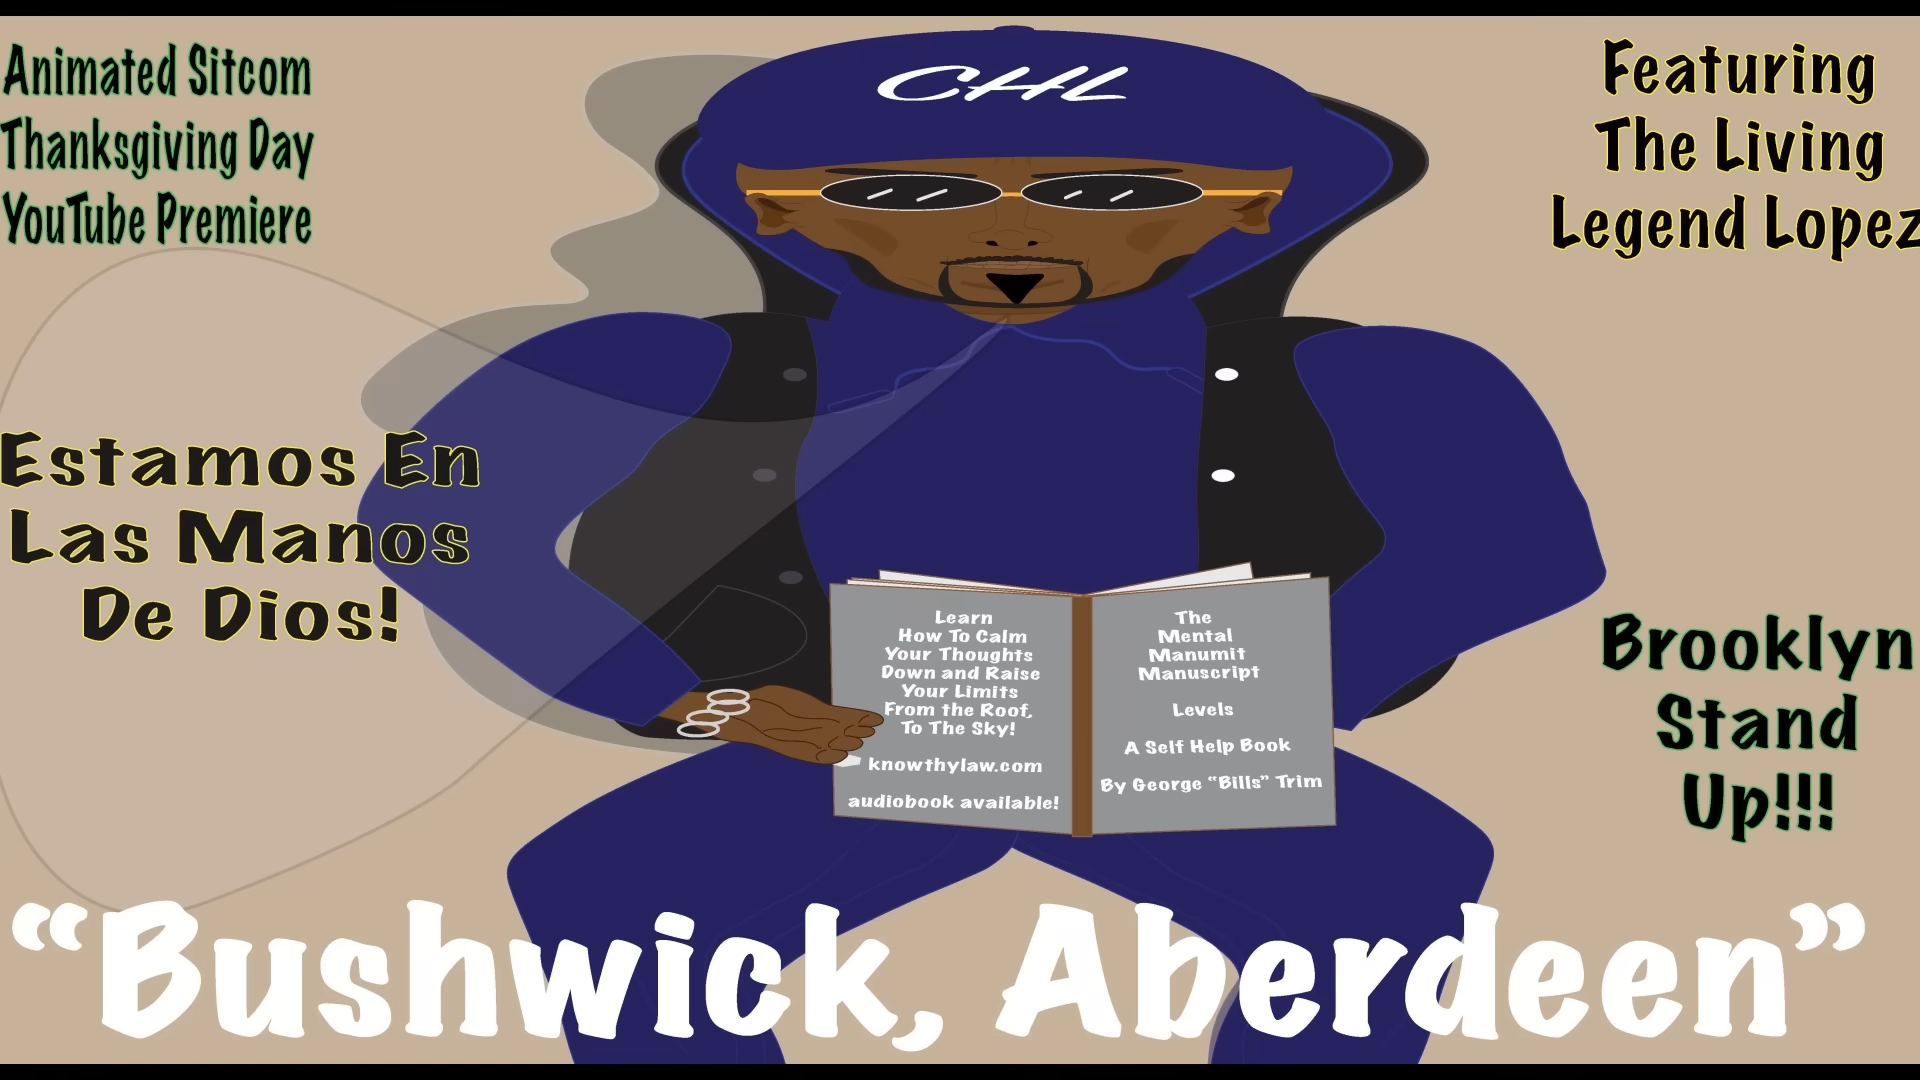 Animated Sitcom
Thanksgiving Day
YouTube Premiere
CHL
Featuring
The Living
Legend Lopez
Estamos En
Las Manos
De Dios!
Learn
How To Calm
Your Thoughts
Down and Raise
Your Limits
From the Roof,
To The Sky!
knowthylaw.com
audiobook available!
The
Mental
Manumit
Manuscript
Levels
A Self Help Book
By George “Bills” Trim
Brooklyn
Stand
Up!!!
“Bushwick, Aberdeen”